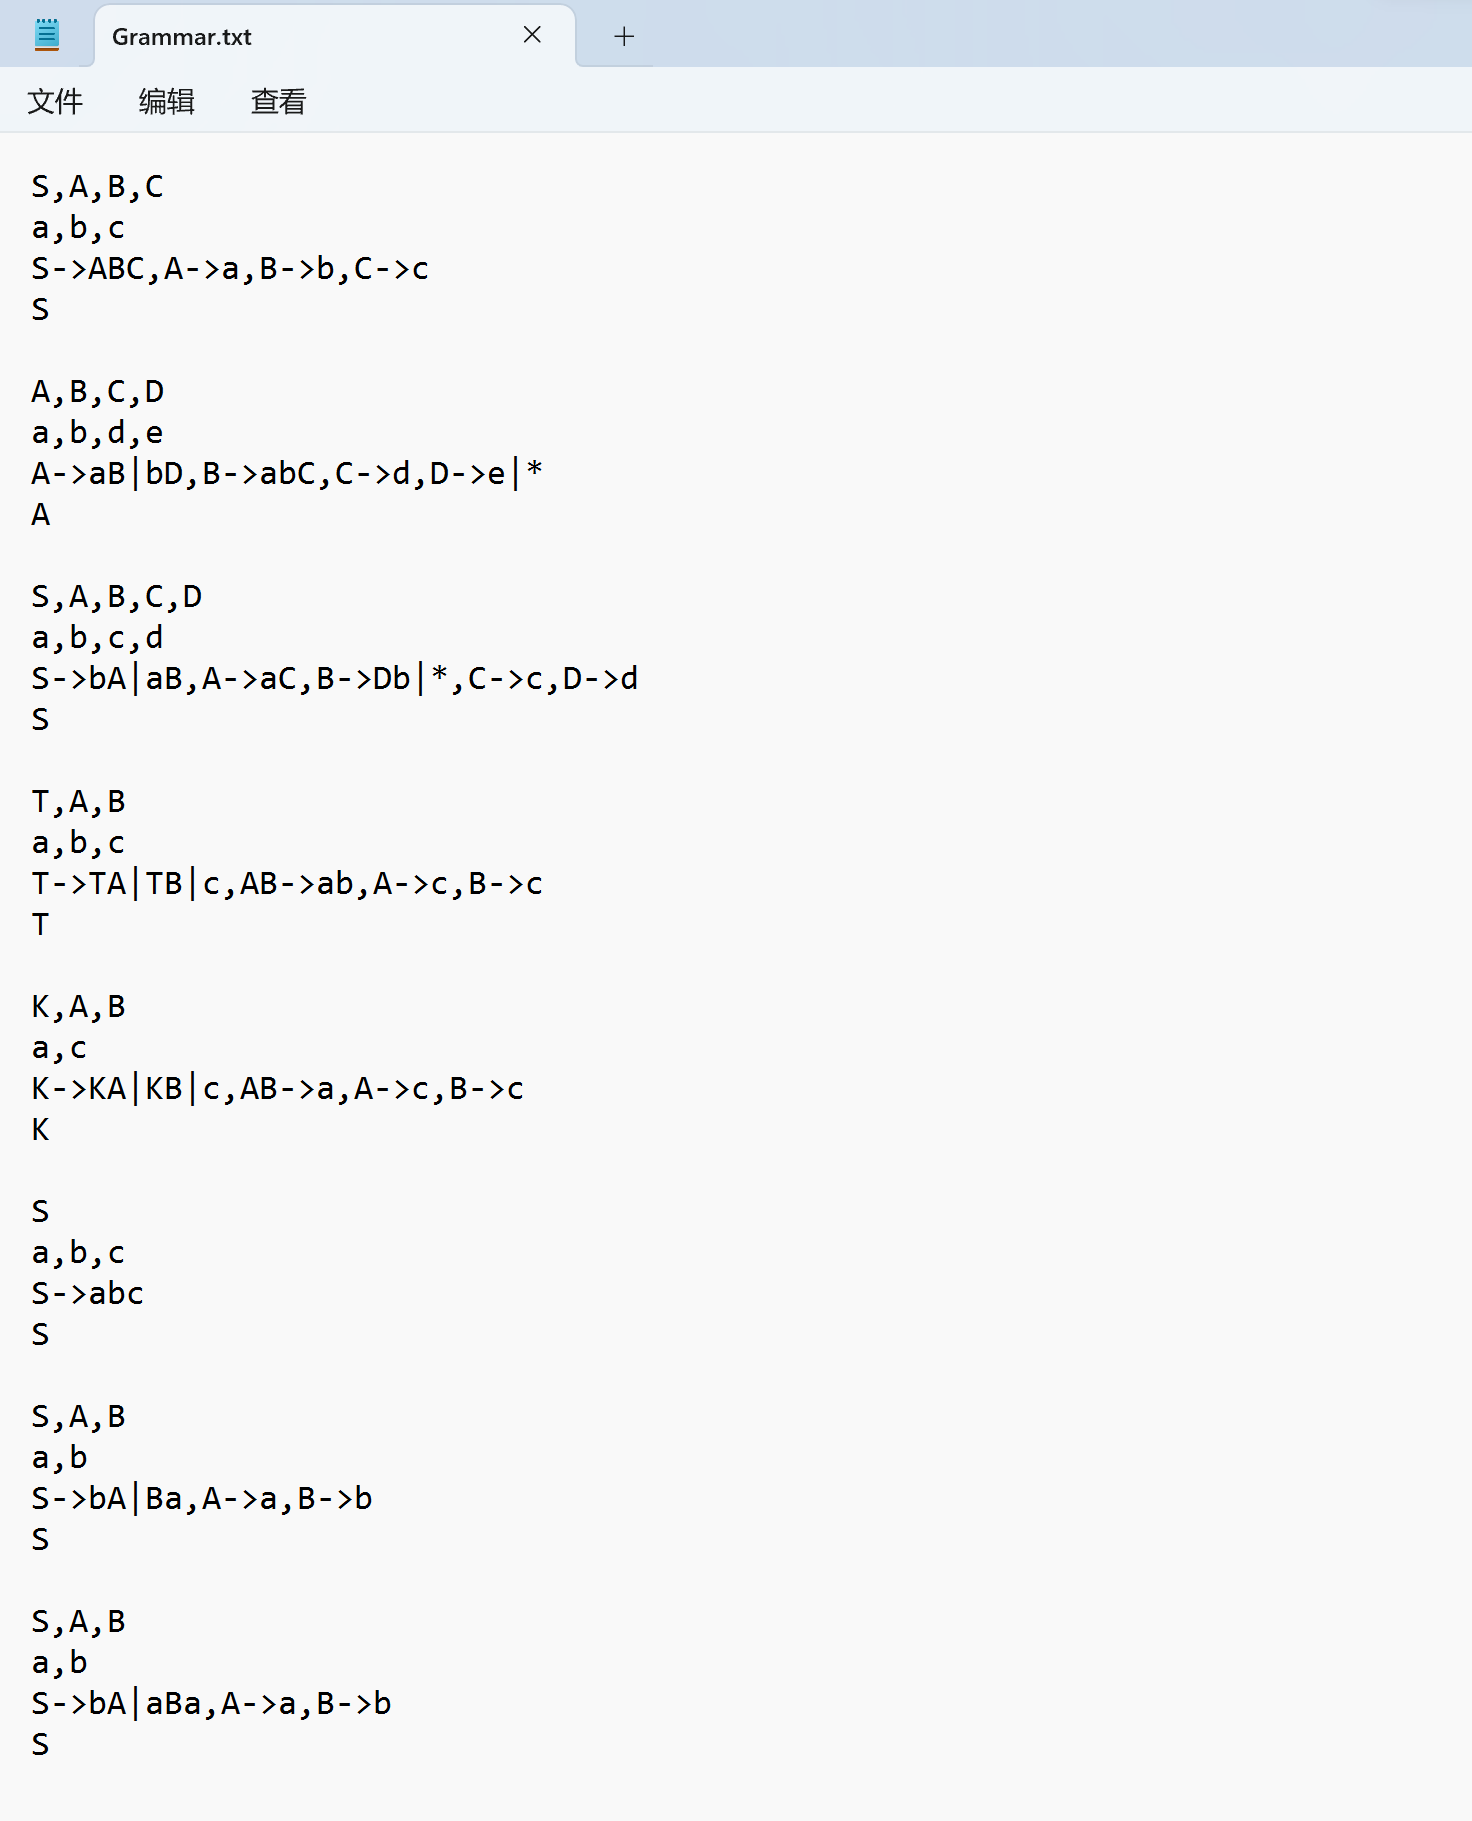 Grammar.txt
文件 编辑 查看
S,A,B,C
a,b,c
S->ABC,A->a,B->b,C->c
S
A,B,C,D
a,b,d,e
A->aB|bD,B->abC,C->d,D->e|*
A
S,A,B,C,D
a,b,c,d
S->bA|aB,A->aC,B->Db|*,C->c,D->d
S
T,A,B
a,b,c
T->TA|TB|c,AB->ab,A->c,B->c
T
K,A,B
a,c
K->KA|KB|c,AB->a,A->c,B->c
K
S
a,b,c
S->abc
S
S,A,B
a,b
S->bA|Ba,A->a,B->b
S
S,A,B
a,b
S->bA|aBa,A->a,B->b
S